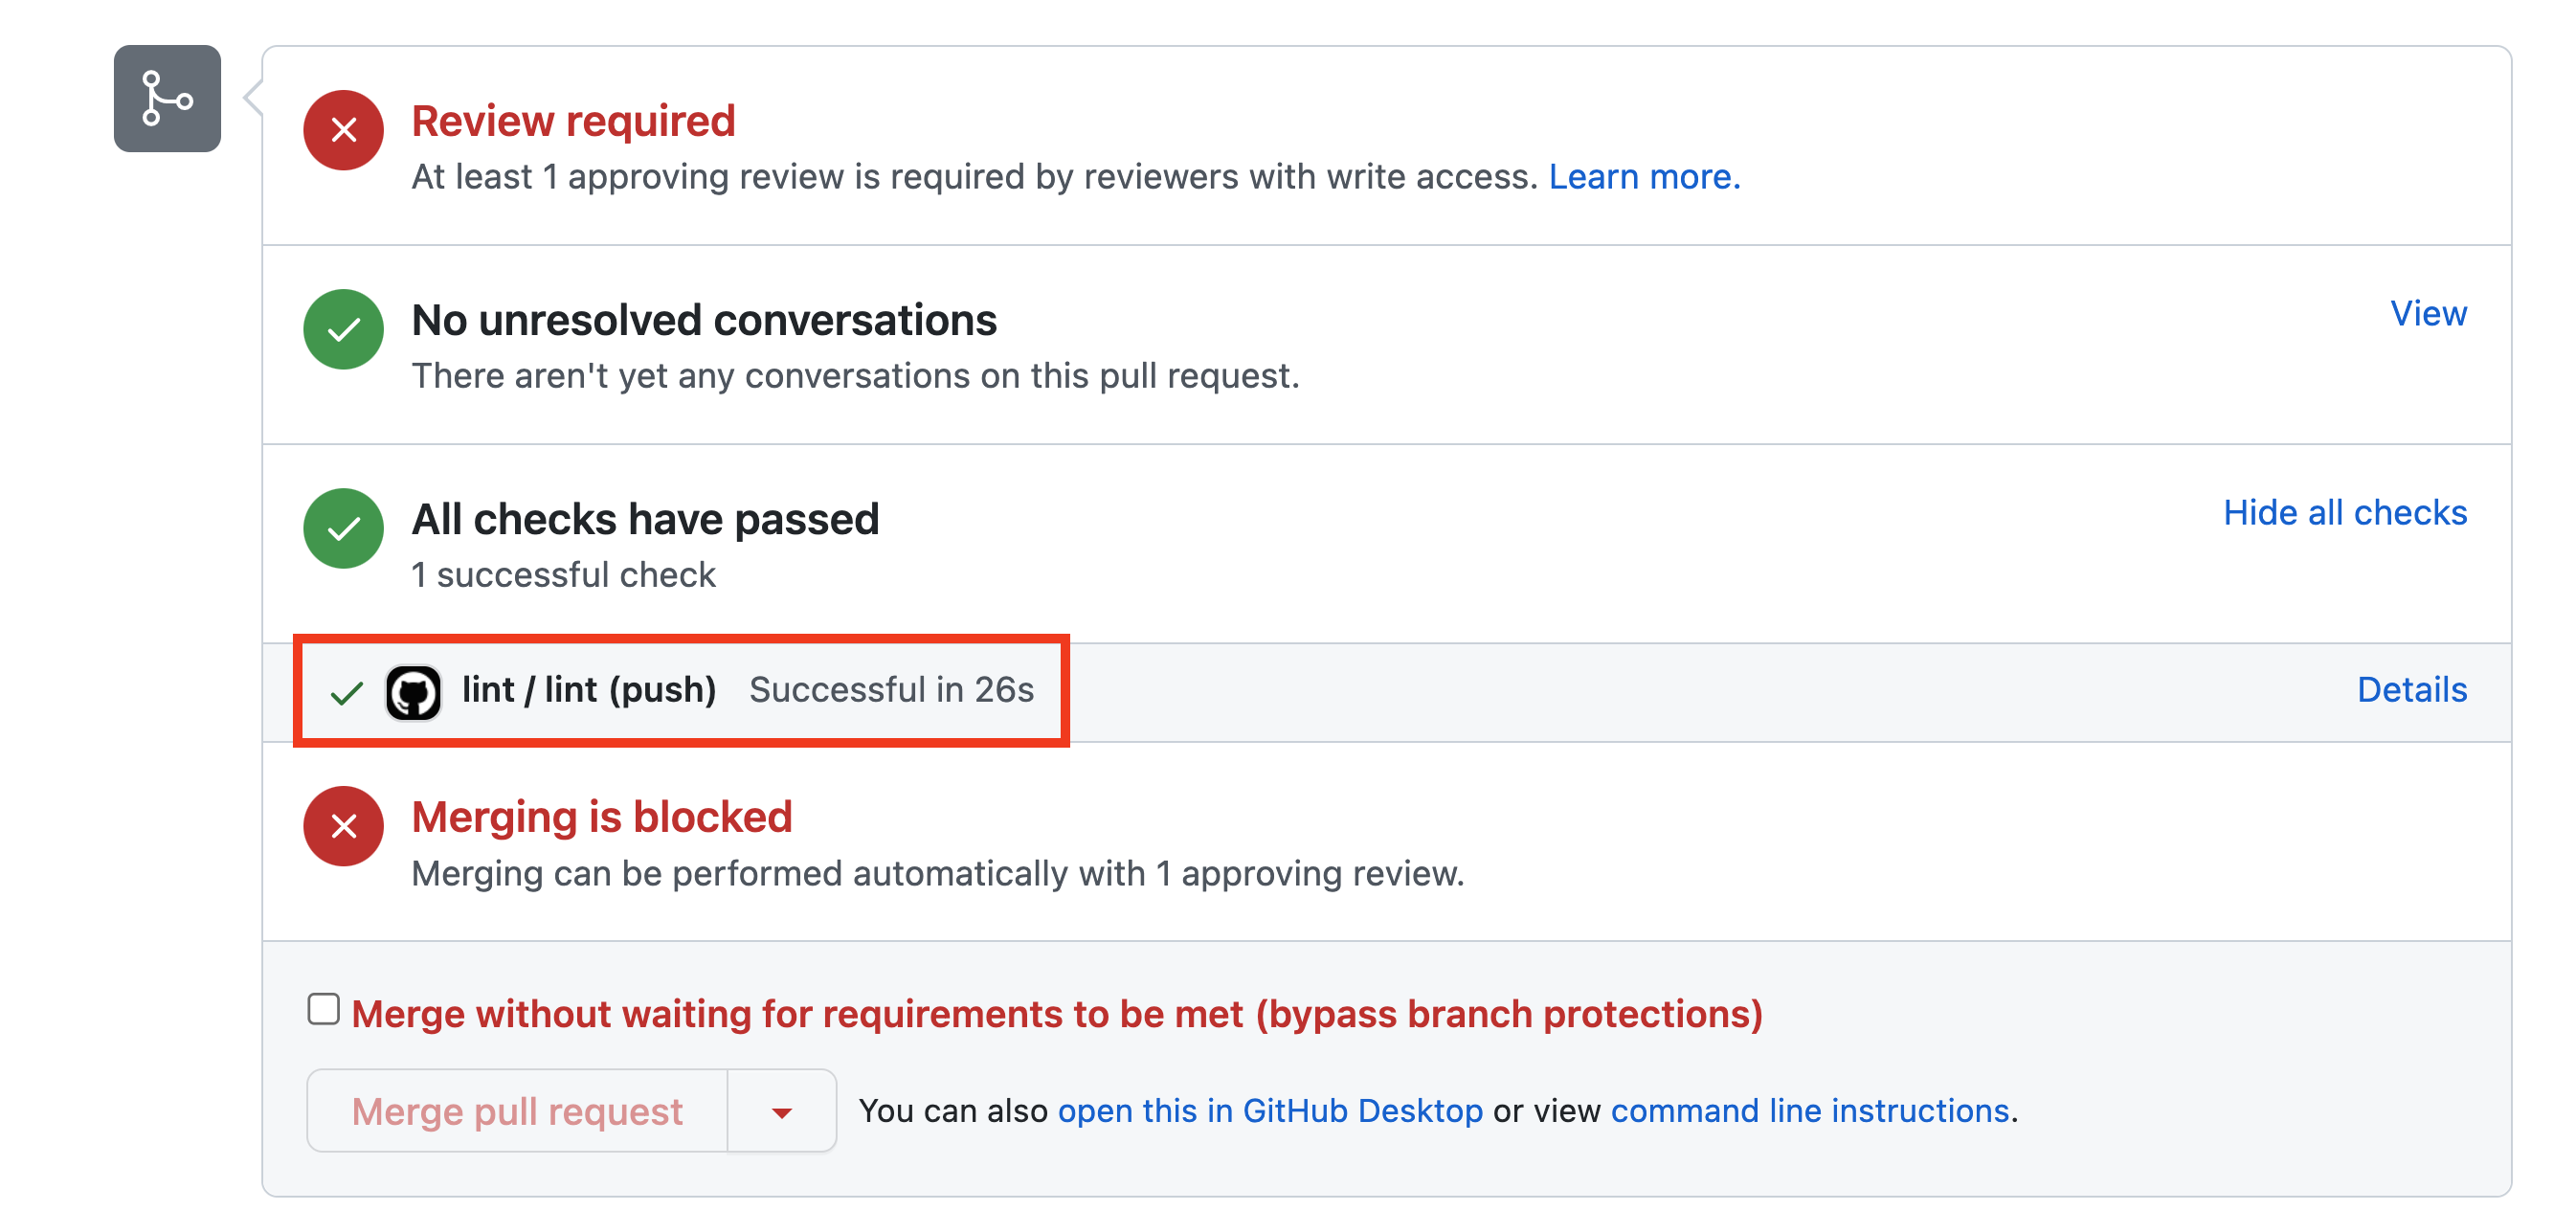 Review required
At least 1 approving review is required by reviewers with write access. Learn more.
No unresolved conversations
View
There aren't yet any conversations on this pull request.
All checks have passed
Hide all checks
1 successful check
lint / lint (push) Successful in 26s
Details
Merging is blocked
Merging can be performed automatically with 1 approving review.
Merge without waiting for requirements to be met (bypass branch protections)
Merge pull request
You can also open this in GitHub Desktop or view command line instructions.